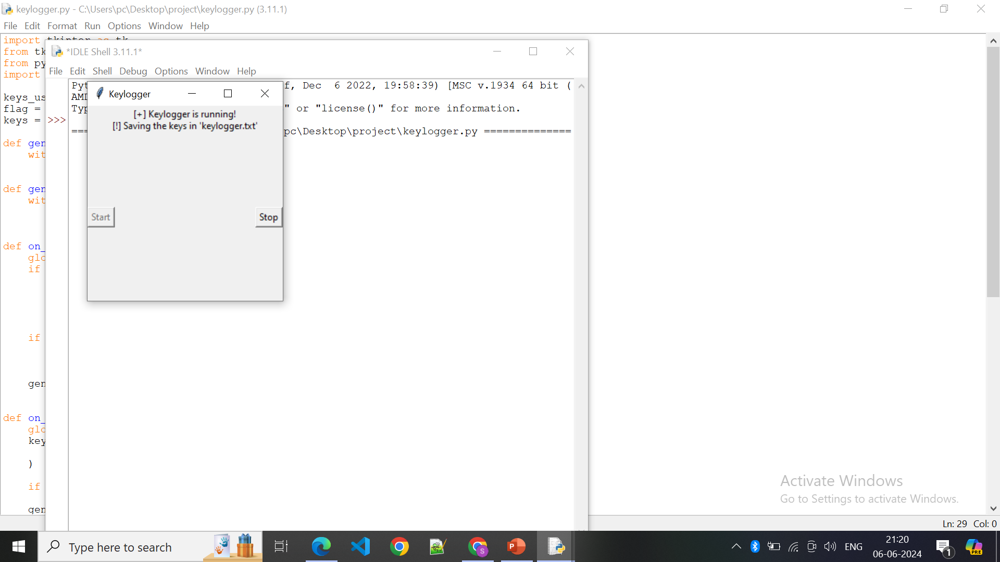 keylogger.py - C:\Users\pc\Desktop\project\keylogger.py (3.11.1)
File Edit Format Run Options Window Help
import tkinter as tk
from tk
from py
import
keys_us
flag =
keys =
def gen
wit
def gen
wit
def on_
glo
if
if
gen
def on_
glo
key
)
if
gen
*IDLE Shell 3.11.1*
File Edit Shell Debug Options Window Help
Pyt f, Dec 6 2022, 19:58:39) [MSC v.1934 64 bit (
AMD
Typ " or "license()" for more information.
>>>
=== pc\Desktop\project\keylogger.py ==============
Keylogger
[+] Keylogger is running!
[!] Saving the keys in 'keylogger.txt'
Start Stop
Activate Windows
Go to Settings to activate Windows.
Ln: 29 Col: 0
Type here to search
S
P
ENG
21:20
06-06-2024
1
PRE